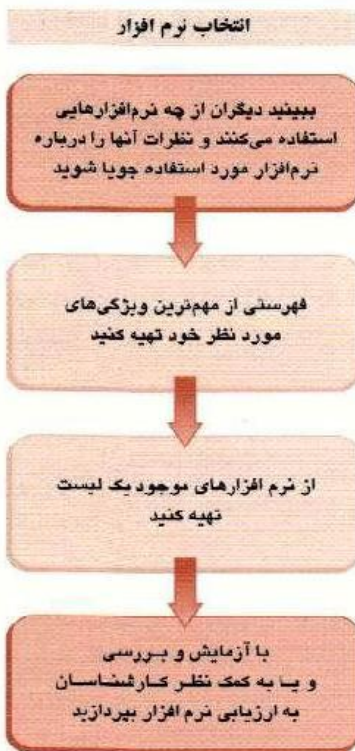 انتخاب نرم افزار
ببینید دیگران از چه نرم‌افزارهایی
استفاده می‌کنند و نظرات آنها را درباره
نرم‌افزار مورد استفاده جویا شوید
فهرستی از مهم‌ترین ویژگی‌های
مورد نظر خود تهیه کنید
از نرم افزارهای موجود یک لیست
تهیه کنید
با آزمایش و بررسی
و یا به کمک نظر کارشناسان
به ارزیابی نرم افزار بپردازید